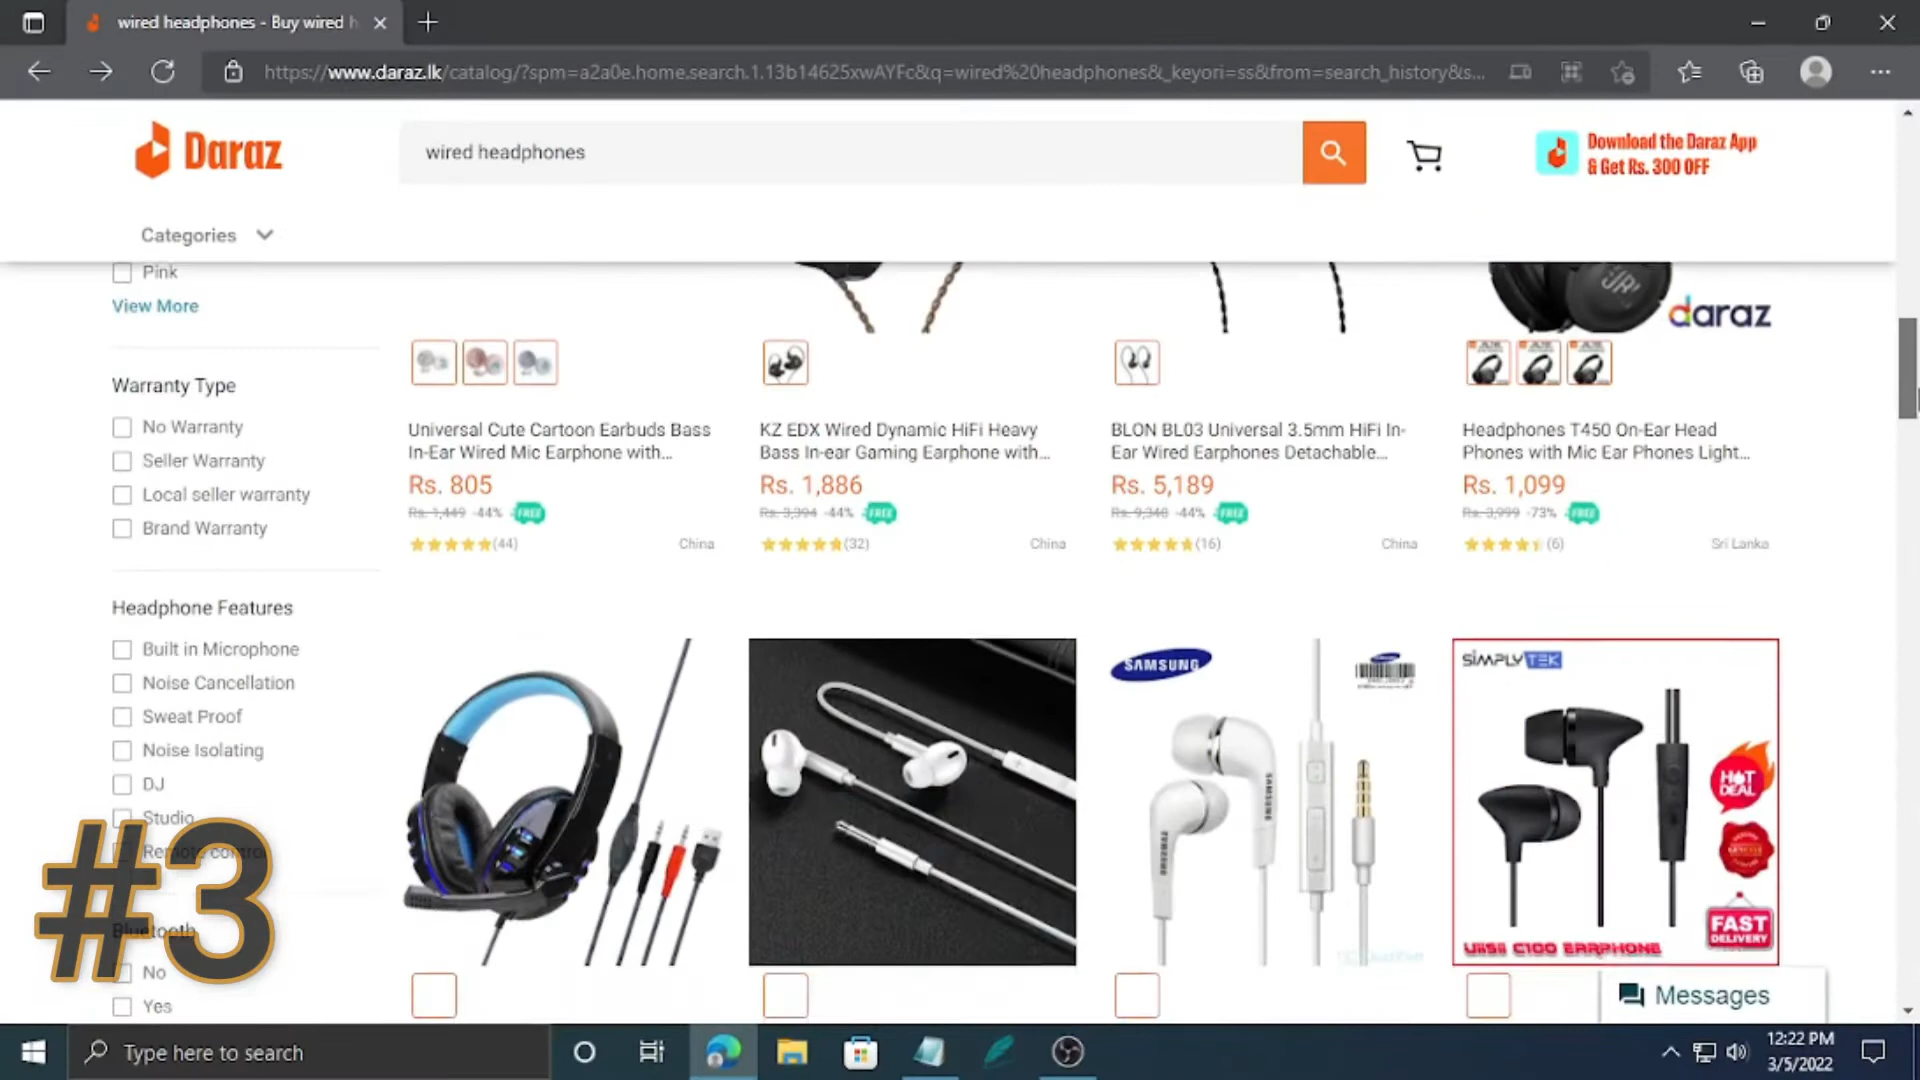 wired headphones - Buy wired h
https://www.daraz.lk/catalog/?spm=a2a0e.home.search.1.13b14625xwAYFc&q=wired%20headphones&_keyori=ss&from=search_history&s...
Daraz
wired headphones
Download the Daraz App
& Get Rs. 300 OFF
Categories
Pink
View More
JBL
daraz
Warranty Type
No Warranty
Seller Warranty
Local seller warranty
Brand Warranty
Universal Cute Cartoon Earbuds Bass
In-Ear Wired Mic Earphone with...
Rs. 805
Rs. 1,449 -44% FREE
(44) China
KZ EDX Wired Dynamic HiFi Heavy
Bass In-ear Gaming Earphone with...
Rs. 1,886
Rs. 3,394 -44% FREE
(32) China
BLON BL03 Universal 3.5mm HiFi In-
Ear Wired Earphones Detachable...
Rs. 5,189
Rs. 9,340 -44% FREE
(16) China
Headphones T450 On-Ear Head
Phones with Mic Ear Phones Light...
Rs. 1,099
Rs. 3,999 -73% FREE
(6) Sri Lanka
Headphone Features
Built in Microphone
Noise Cancellation
Sweat Proof
Noise Isolating
DJ
Studio
Remote control
Bluetooth
No
Yes
#3
SAMSUNG
SAMSUNG
SAMSUNG
SIMPLYTEK
HOT
DEAL
FAST
DELIVERY
UiiSii C100 EARPHONE
Messages
Type here to search
12:22 PM
3/5/2022